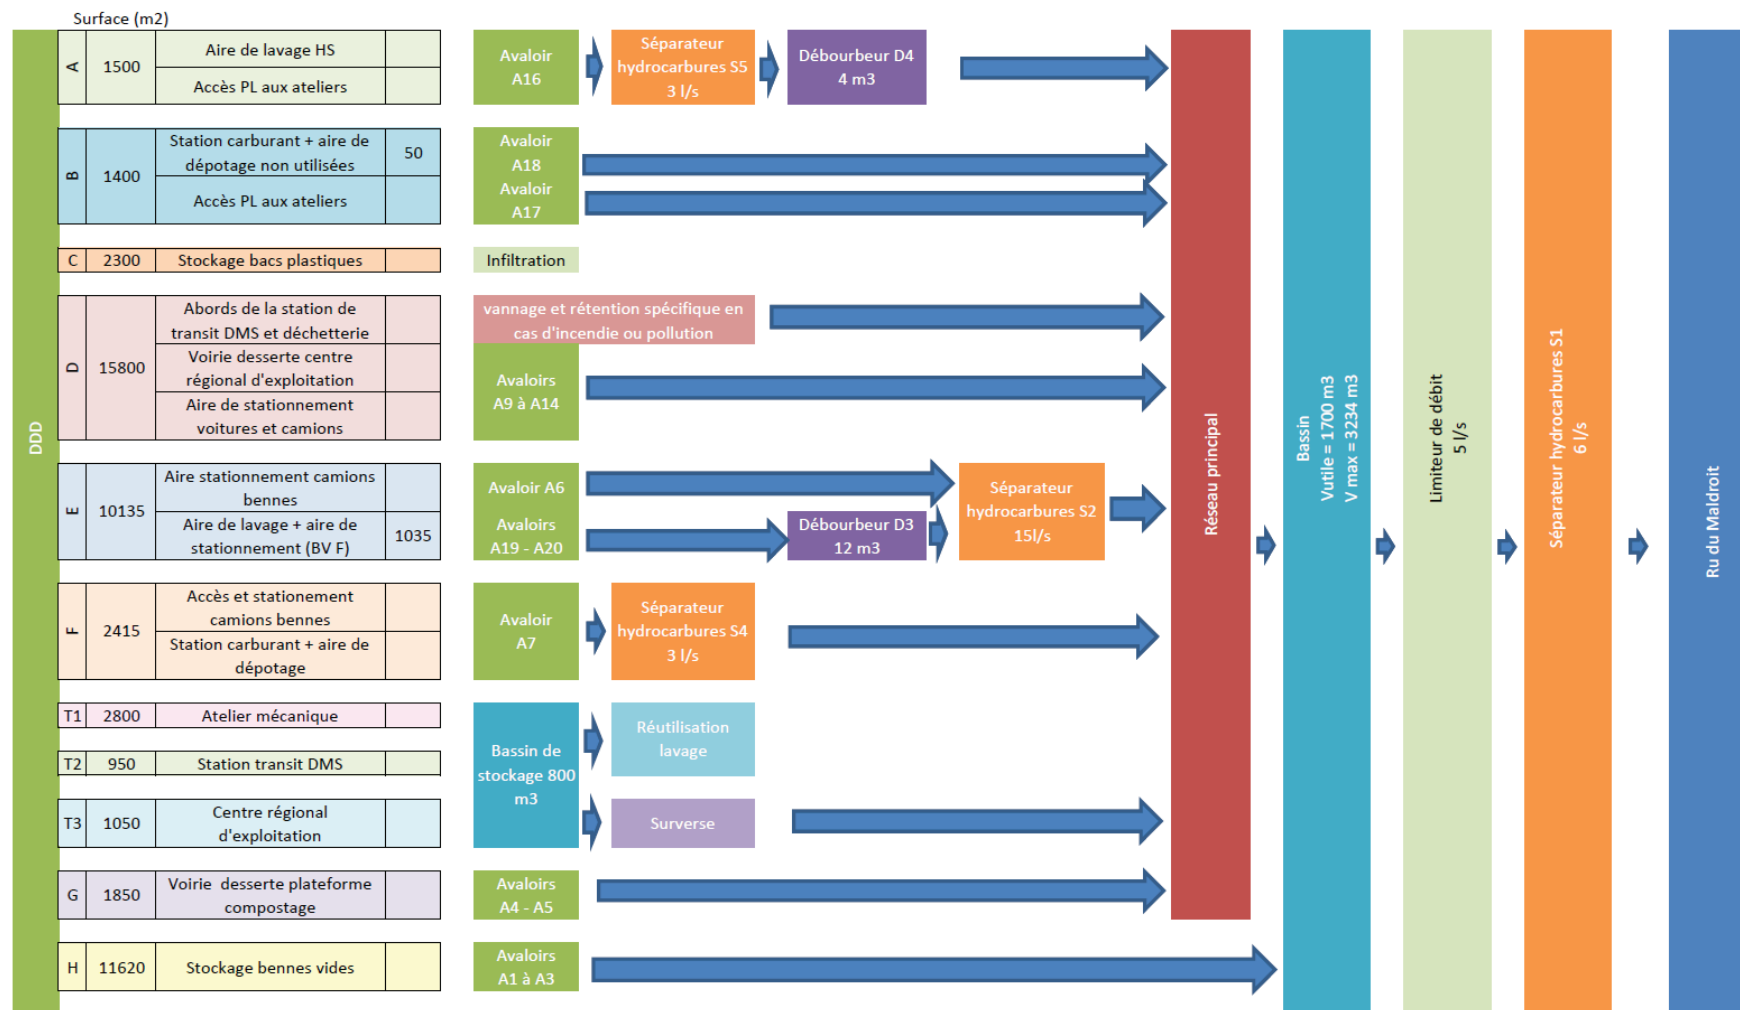 Surface (m2)
DDD
A
1500
Aire de lavage HS
Accès PL aux ateliers
Avaloir
A16
Séparateur
hydrocarbures S5
3 l/s
Débourbeur D4
4 m3
B
1400
Station carburant + aire de
dépotage non utilisées
50
Accès PL aux ateliers
Avaloir
A18
Avaloir
A17
C
2300
Stockage bacs plastiques
Infiltration
D
15800
Abords de la station de
transit DMS et déchetterie
Voirie desserte centre
régional d'exploitation
Aire de stationnement
voitures et camions
vannage et rétention spécifique en
cas d'incendie ou pollution
Avaloirs
A9 à A14
E
10135
Aire stationnement camions
bennes
Aire de lavage + aire de
stationnement (BV F)
1035
Avaloir A6
Avaloirs
A19 - A20
Débourbeur D3
12 m3
Séparateur
hydrocarbures S2
15l/s
F
2415
Accès et stationement
camions bennes
Station carburant + aire de
dépotage
Avaloir
A7
Séparateur
hydrocarbures S4
3 l/s
T1
2800
Atelier mécanique
T2
950
Station transit DMS
T3
1050
Centre régional
d'exploitation
Bassin de
stockage 800
m3
Réutilisation
lavage
Surverse
G
1850
Voirie desserte plateforme
compostage
Avaloirs
A4 - A5
H
11620
Stockage bennes vides
Avaloirs
A1 à A3
Réseau principal
Bassin
Vutile = 1700 m3
V max = 3234 m3
Limiteur de débit
5 l/s
Séparateur hydrocarbures S1
6 l/s
Ru du Maldroit